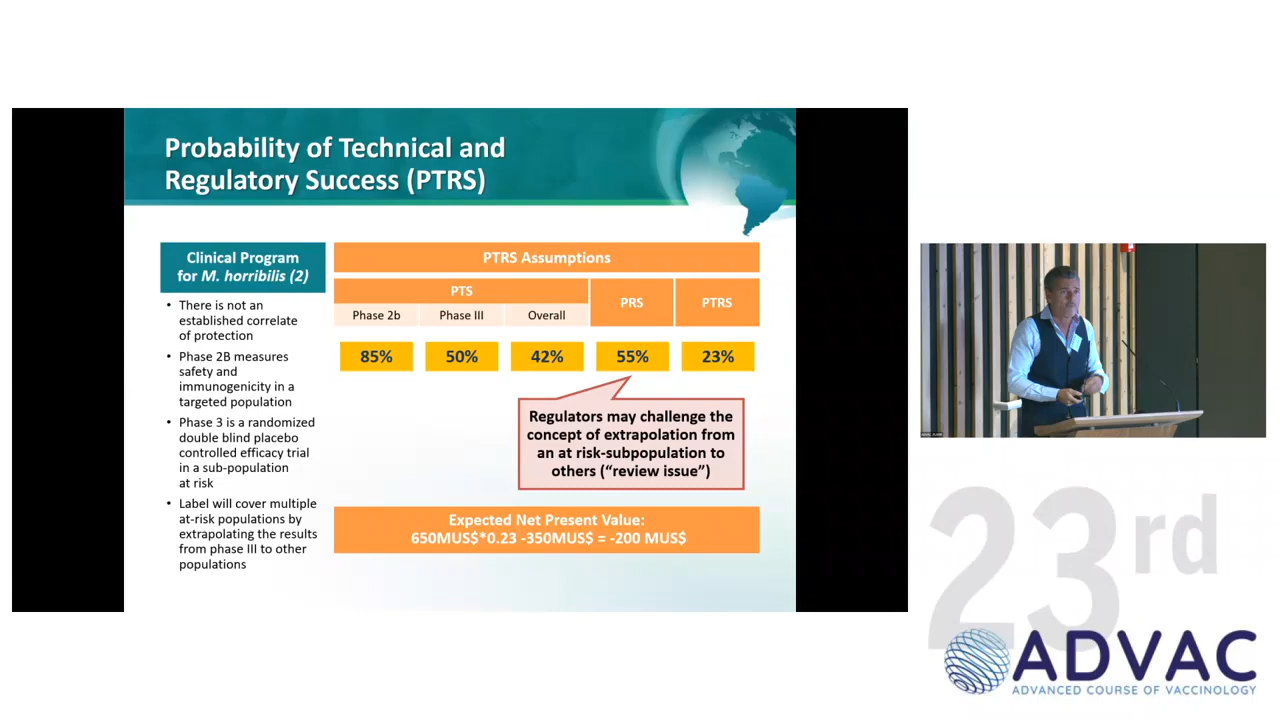 Probability of Technical and
Regulatory Success (PTRS)
Clinical Program
for M. horribilis (2)
• There is not an
established correlate
of protection
• Phase 2B measures
safety and
immunogenicity in a
targeted population
• Phase 3 is a randomized
double blind placebo
controlled efficacy trial
in a sub-population
at risk
• Label will cover multiple
at-risk populations by
extrapolating the results
from phase III to other
populations
PTRS Assumptions
PTS
PRS
PTRS
Phase 2b
Phase III
Overall
85%
50%
42%
55%
23%
Regulators may challenge the
concept of extrapolation from
an at risk-subpopulation to
others (“review issue”)
Expected Net Present Value:
650MUS$*0.23 -350MUS$ = -200 MUS$
23rd
ADVAC
ADVANCED COURSE OF VACCINOLOGY